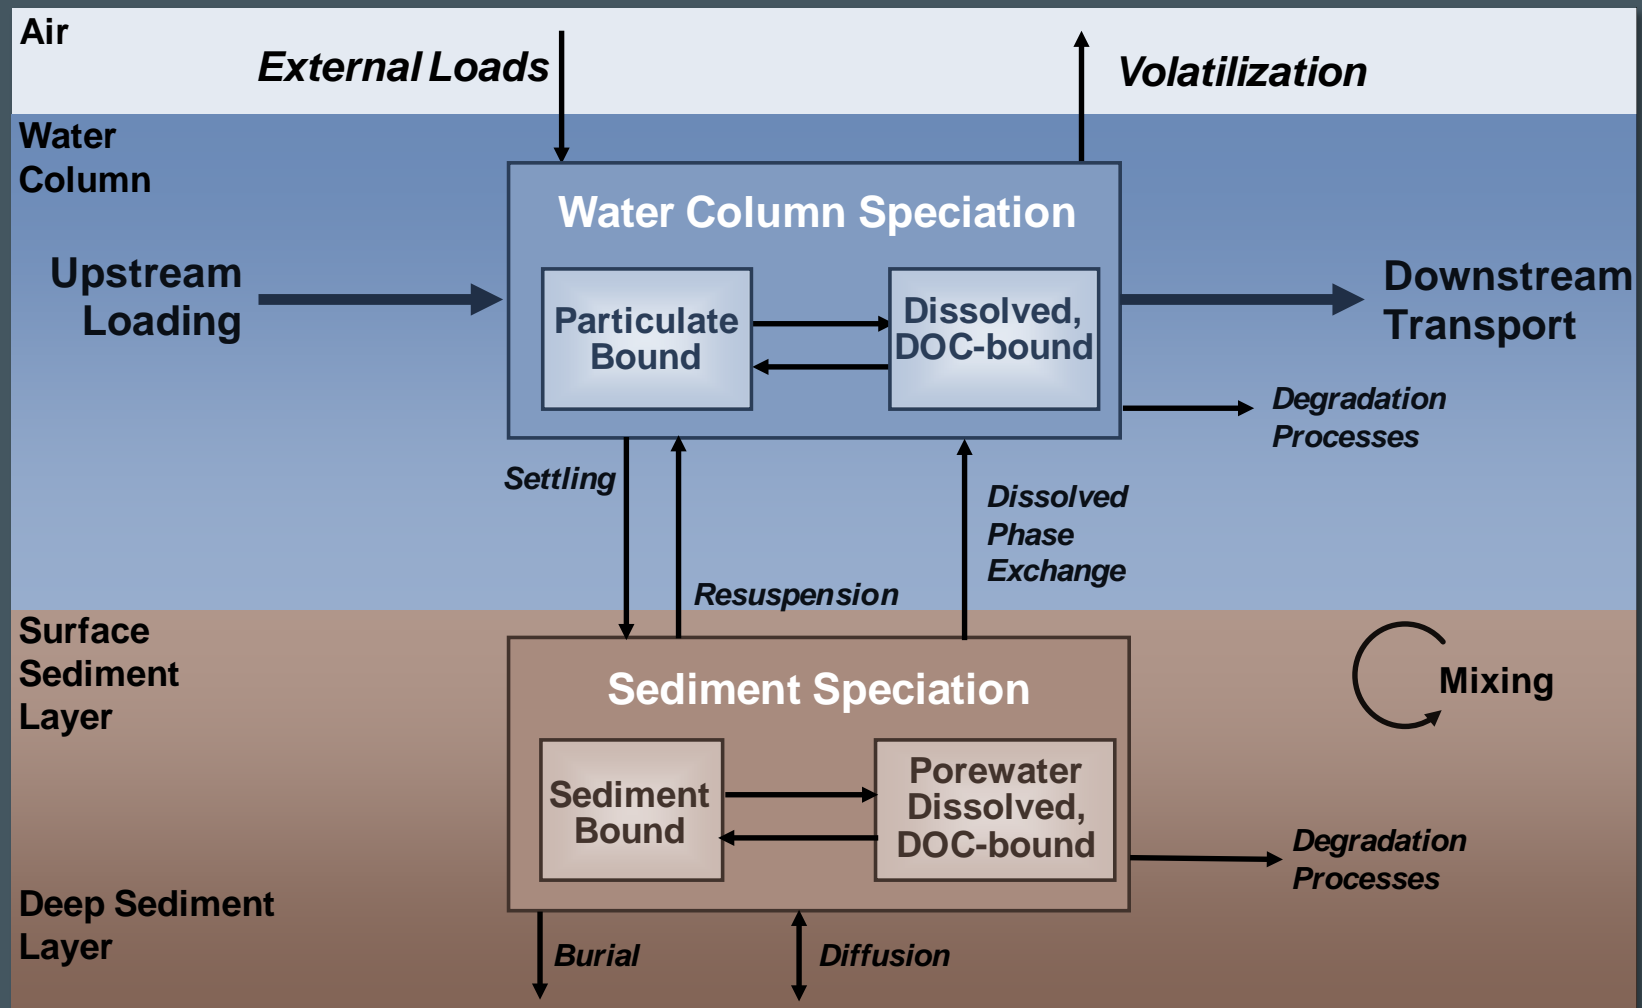 Air
External Loads
Volatilization
Water
Column
Water Column Speciation
Upstream
Loading
Particulate
Bound
Dissolved,
DOC-bound
Downstream
Transport
Degradation
Processes
Settling
Dissolved
Phase
Exchange
Resuspension
Surface
Sediment
Layer
Sediment Speciation
Mixing
Sediment
Bound
Porewater
Dissolved,
DOC-bound
Degradation
Processes
Deep Sediment
Layer
Burial
Diffusion